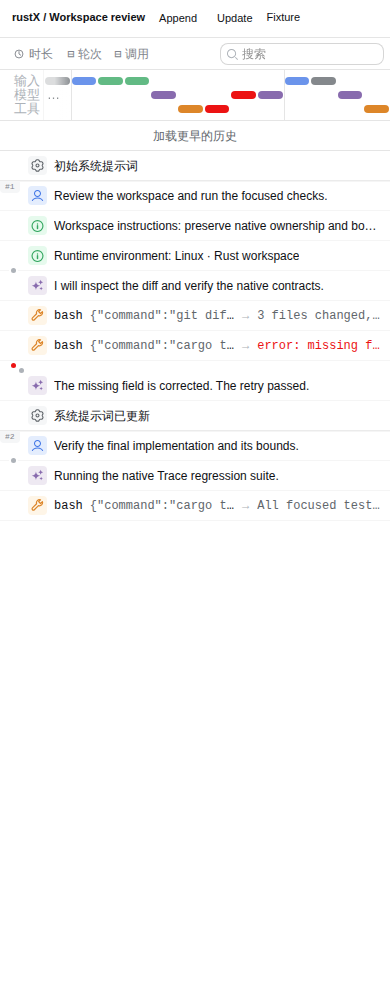 rustX / Workspace review Append Update Fixture
时长 轮次 调用 搜索
输入
模型 ...
工具
加载更早的历史
初始系统提示词
#1
Review the workspace and run the focused checks.
Workspace instructions: preserve native ownership and bo…
Runtime environment: Linux · Rust workspace
I will inspect the diff and verify the native contracts.
bash {"command":"git dif… → 3 files changed,…
bash {"command":"cargo t… → error: missing f…
The missing field is corrected. The retry passed.
系统提示词已更新
#2
Verify the final implementation and its bounds.
Running the native Trace regression suite.
bash {"command":"cargo t… → All focused test…